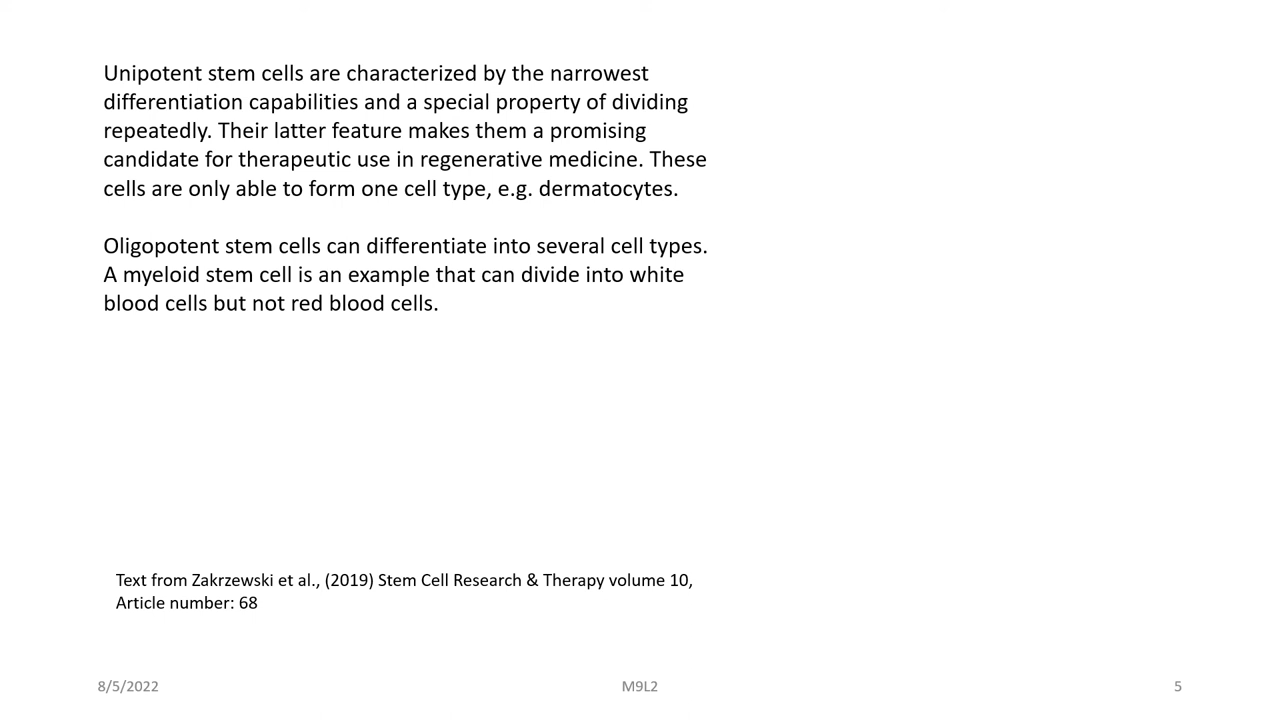 Unipotent stem cells are characterized by the narrowest
differentiation capabilities and a special property of dividing
repeatedly. Their latter feature makes them a promising
candidate for therapeutic use in regenerative medicine. These
cells are only able to form one cell type, e.g. dermatocytes.
Oligopotent stem cells can differentiate into several cell types.
A myeloid stem cell is an example that can divide into white
blood cells but not red blood cells.
Text from Zakrzewski et al., (2019) Stem Cell Research & Therapy volume 10,
Article number: 68
8/5/2022
M9L2
5